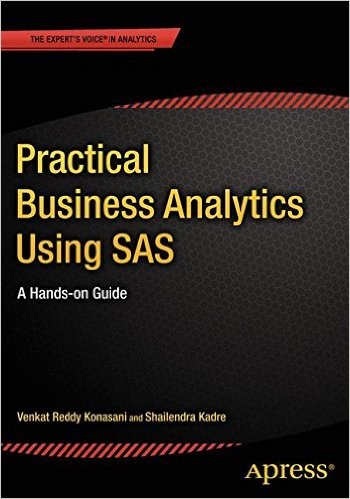 THE EXPERT'S VOICE® IN ANALYTICS
Practical
Business Analytics
Using SAS
A Hands-on Guide
Venkat Reddy Konasani and Shailendra Kadre
Apress®